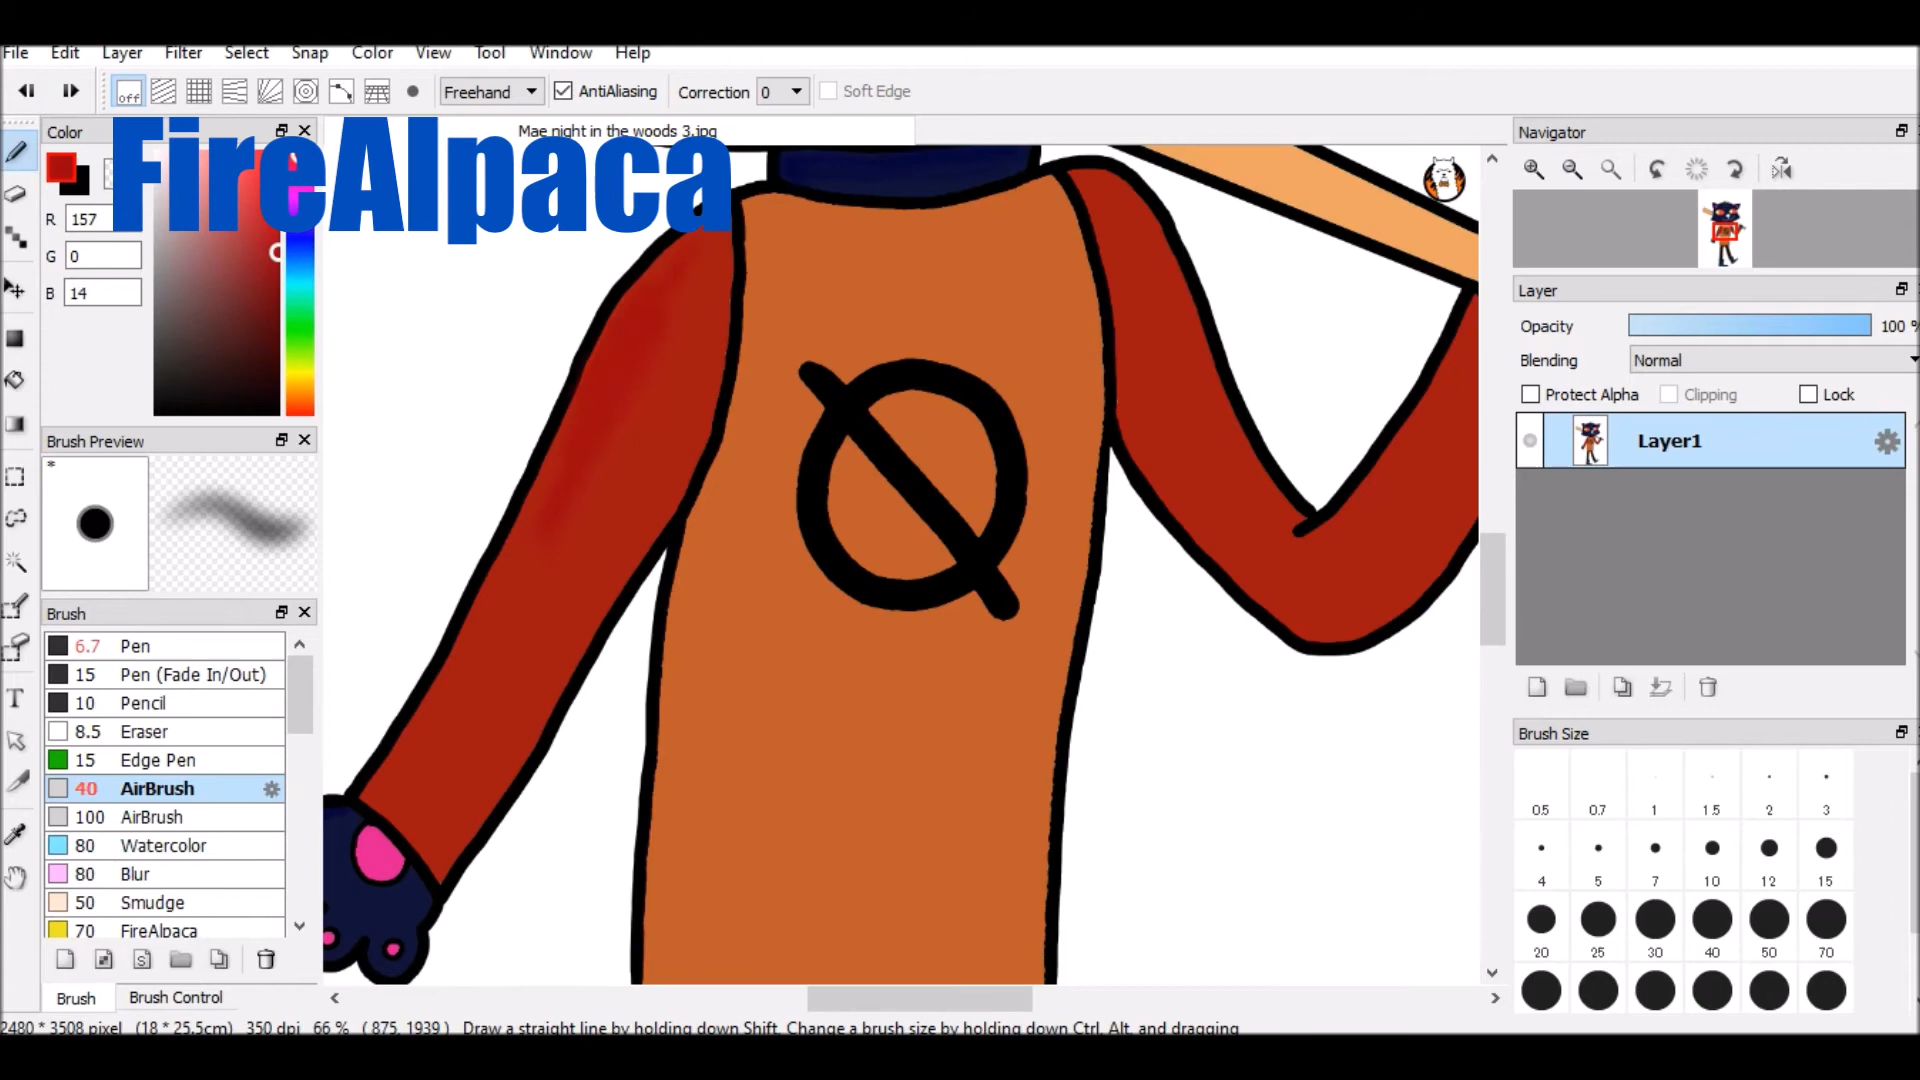 File Edit Layer Filter Select Snap Color View Tool Window Help
off Freehand AntiAliasing Correction 0 Soft Edge
Color
Mae night in the woods 3.jpg
FireAlpaca
R 157
G 0
B 14
Brush Preview
*
Brush
6.7 Pen
15 Pen (Fade In/Out)
10 Pencil
8.5 Eraser
15 Edge Pen
40 AirBrush
100 AirBrush
80 Watercolor
80 Blur
50 Smudge
70 FireAlpaca
Brush Brush Control
2480 * 3508 pixel (18 * 25.5cm) 350 dpi 66 % ( 875, 1939 ) Draw a straight line by holding down Shift, Change a brush size by holding down Ctrl, Alt, and dragging
Navigator
Layer
Opacity 100 %
Blending Normal
Protect Alpha Clipping Lock
Layer1
Brush Size
0.5 0.7 1 1.5 2 3
4 5 7 10 12 15
20 25 30 40 50 70